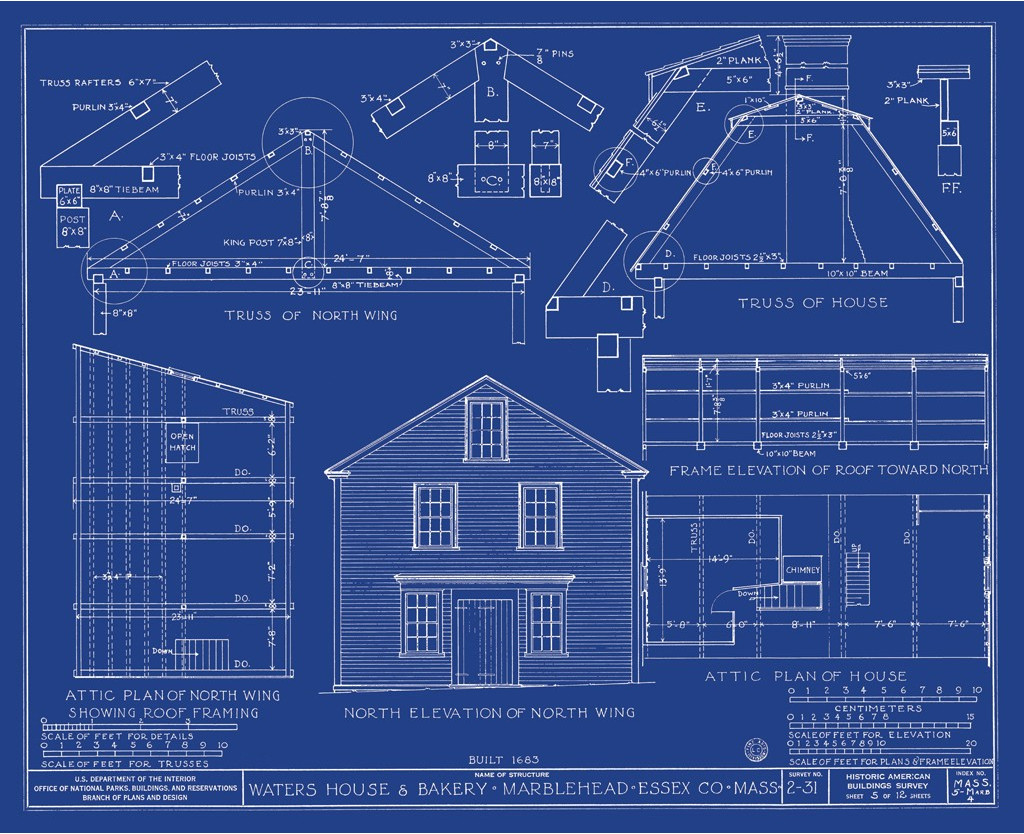 TRUSS RAFTERS 6"X7"
PURLIN 3"X4"
7"
3"X4" FLOOR JOISTS
8"X8" TIEBEAM
PLATE
6"X6"
POST
8"X8"
A.
3"X3"
B.
PURLIN 3"X4"
KING POST 7"X8"
8"
24'-7"
FLOOR JOISTS 3"X4"
A.
C.
8"X8" TIEBEAM
23'-11"
8"X8"
TRUSS OF NORTH WING
3"X3"
7/8" PINS
3"X4"
7"
B.
8"
7"
8"X8"
C.
2" PLANK
5"X6"
E.
6½"
F.
4"X6" PURLIN
4'-6½"
F.
1"X10"
3"X3"
2" PLANK
5"X6"
E.
F.
F.
4"X6" PURLIN
D.
FLOOR JOISTS 2½"X3"
10"X10" BEAM
D.
TRUSS OF HOUSE
3"X3"
2" PLANK
5X6
FF.
TRUSS
OPEN
HATCH
6'-2"
DO.
24'-7"
5'-9"
DO.
7'-2"
3"X4"
DO.
23'-11"
7'-8"
DOWN
DO.
ATTIC PLAN OF NORTH WING
SHOWING ROOF FRAMING
SCALE OF FEET FOR DETAILS
0 1 2 3 4 5 6 7 8 9 10
SCALE OF FEET FOR TRUSSES
NORTH ELEVATION OF NORTH WING
BUILT 1683
5"X6"
3"X4" PURLIN
3"X4" PURLIN
FLOOR JOISTS 2½"X3"
10"X10" BEAM
FRAME ELEVATION OF ROOF TOWARD NORTH
TRUSS
DO.
DO.
DO.
14'-9"
13'-9"
CHIMNEY
UP
DOWN
5'-8"
6'-0"
8'-11"
7'-6"
7'-6"
ATTIC PLAN OF HOUSE
0 1 2 3 4 5 6 7 8 9 10
CENTIMETERS
0 1 2 3 4 5 6 7 8 15
SCALE OF FEET FOR ELEVATION
0 1 2 3 4 5 6 7 8 9 10 20
SCALE OF FEET FOR PLANS & FRAME ELEVATION
U.S. DEPARTMENT OF THE INTERIOR
OFFICE OF NATIONAL PARKS, BUILDINGS, AND RESERVATIONS
BRANCH OF PLANS AND DESIGN
NAME OF STRUCTURE
WATERS HOUSE & BAKERY • MARBLEHEAD • ESSEX CO • MASS
SURVEY NO.
2-31
HISTORIC AMERICAN
BUILDINGS SURVEY
SHEET 5 OF 12 SHEETS
INDEX NO.
MASS.
5-MARB
4